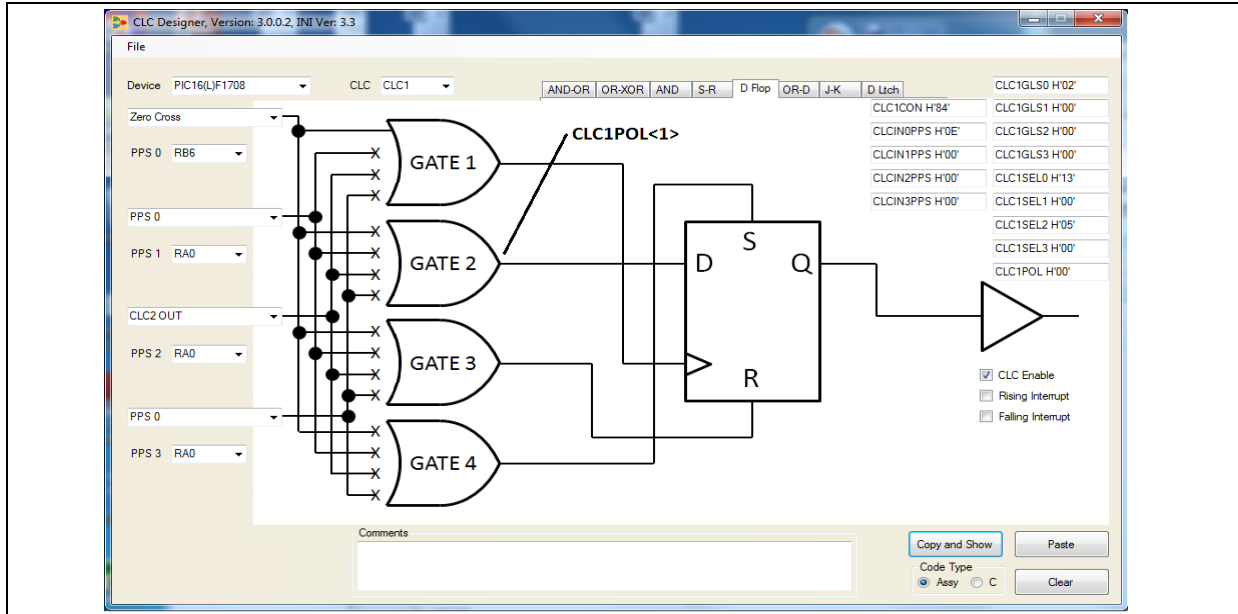 CLC Designer, Version: 3.0.0.2, INI Ver: 3.3
File
Device PIC16(L)F1708 CLC CLC1
AND-OR OR-XOR AND S-R D Flop OR-D J-K D Ltch
CLC1GLS0 H'02'
CLC1CON H'84' CLC1GLS1 H'00'
CLCIN0PPS H'0E' CLC1GLS2 H'00'
CLCIN1PPS H'00' CLC1GLS3 H'00'
CLCIN2PPS H'00' CLC1SEL0 H'13'
CLCIN3PPS H'00' CLC1SEL1 H'00'
CLC1SEL2 H'05'
CLC1SEL3 H'00'
CLC1POL H'00'
Zero Cross
PPS 0 RB6
PPS 0
PPS 1 RA0
CLC2 OUT
PPS 2 RA0
PPS 0
PPS 3 RA0
X
X
X
GATE 1
CLC1POL<1>
X
X
X
X
GATE 2
X
X
X
X
GATE 3
X
X
X
X
GATE 4
S
D Q
R
CLC Enable
Rising Interrupt
Falling Interrupt
Comments
Copy and Show Paste
Code Type
Assy C Clear